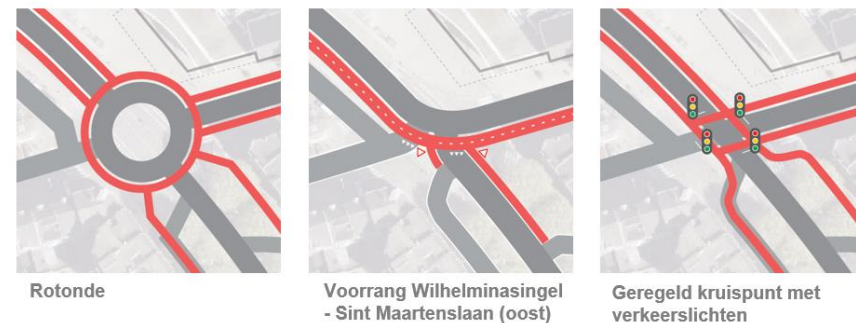 Rotonde
Voorrang Wilhelminasingel
- Sint Maartenslaan (oost)
Geregeld kruispunt met
verkeerslichten